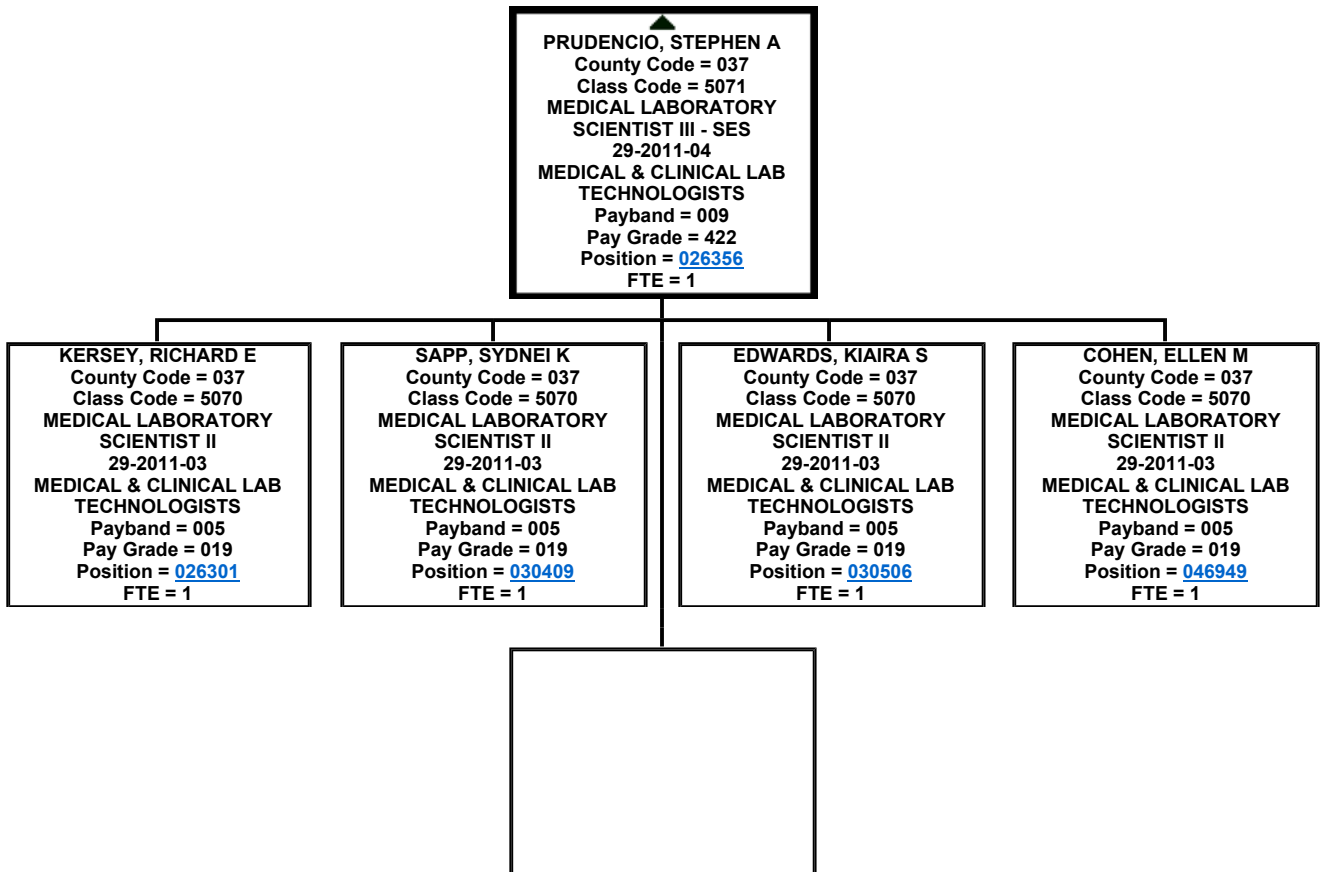 PRUDENCIO, STEPHEN A
County Code = 037
Class Code = 5071
MEDICAL LABORATORY
SCIENTIST III - SES
29-2011-04
MEDICAL & CLINICAL LAB
TECHNOLOGISTS
Payband = 009
Pay Grade = 422
Position = 026356
FTE = 1
KERSEY, RICHARD E
County Code = 037
Class Code = 5070
MEDICAL LABORATORY
SCIENTIST II
29-2011-03
MEDICAL & CLINICAL LAB
TECHNOLOGISTS
Payband = 005
Pay Grade = 019
Position = 026301
FTE = 1
SAPP, SYDNEI K
County Code = 037
Class Code = 5070
MEDICAL LABORATORY
SCIENTIST II
29-2011-03
MEDICAL & CLINICAL LAB
TECHNOLOGISTS
Payband = 005
Pay Grade = 019
Position = 030409
FTE = 1
EDWARDS, KIAIRA S
County Code = 037
Class Code = 5070
MEDICAL LABORATORY
SCIENTIST II
29-2011-03
MEDICAL & CLINICAL LAB
TECHNOLOGISTS
Payband = 005
Pay Grade = 019
Position = 030506
FTE = 1
COHEN, ELLEN M
County Code = 037
Class Code = 5070
MEDICAL LABORATORY
SCIENTIST II
29-2011-03
MEDICAL & CLINICAL LAB
TECHNOLOGISTS
Payband = 005
Pay Grade = 019
Position = 046949
FTE = 1